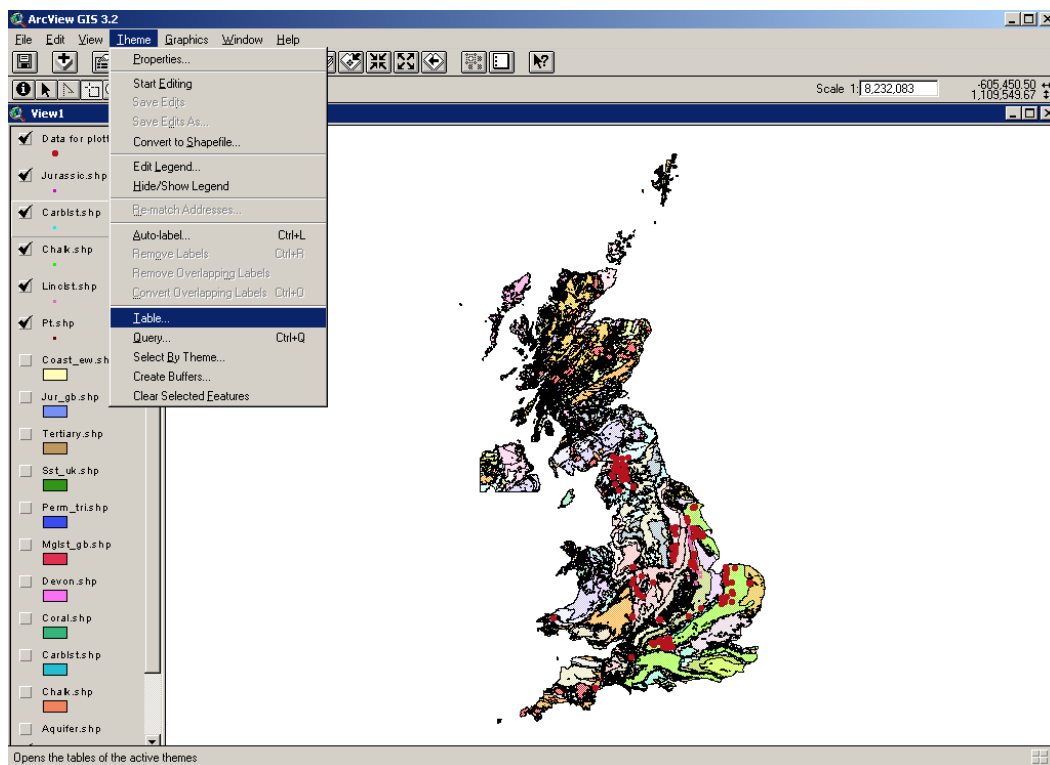 ArcView GIS 3.2
File Edit View Theme Graphics Window Help
Scale 1: 8,232,083
-605,450.50
1,109,549.67
View1
Properties...
Start Editing
Save Edits
Save Edits As...
Convert to Shapefile...
Edit Legend...
Hide/Show Legend
Re-match Addresses...
Auto-label... Ctrl+L
Remove Labels Ctrl+R
Remove Overlapping Labels
Convert Overlapping Labels Ctrl+O
Table...
Query... Ctrl+Q
Select By Theme...
Create Buffers...
Clear Selected Features
Data for plott
Jurassic.shp
Carblst.shp
Chalk.shp
Linclst.shp
Pt.shp
Coast_ew.sh
Jur_gb.shp
Tertiary.shp
Sst_uk.shp
Perm_tri.shp
Mglst_gb.shp
Devon.shp
Coral.shp
Carblst.shp
Chalk.shp
Aquifer.shp
Opens the tables of the active themes